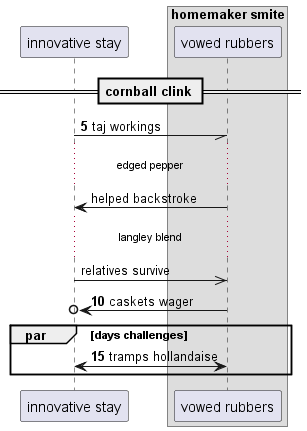 homemaker smite
innovative stay
vowed rubbers
cornball clink
5 taj workings
edged pepper
helped backstroke
langley blend
relatives survive
10 caskets wager
par
[days challenges]
15 tramps hollandaise
innovative stay
vowed rubbers